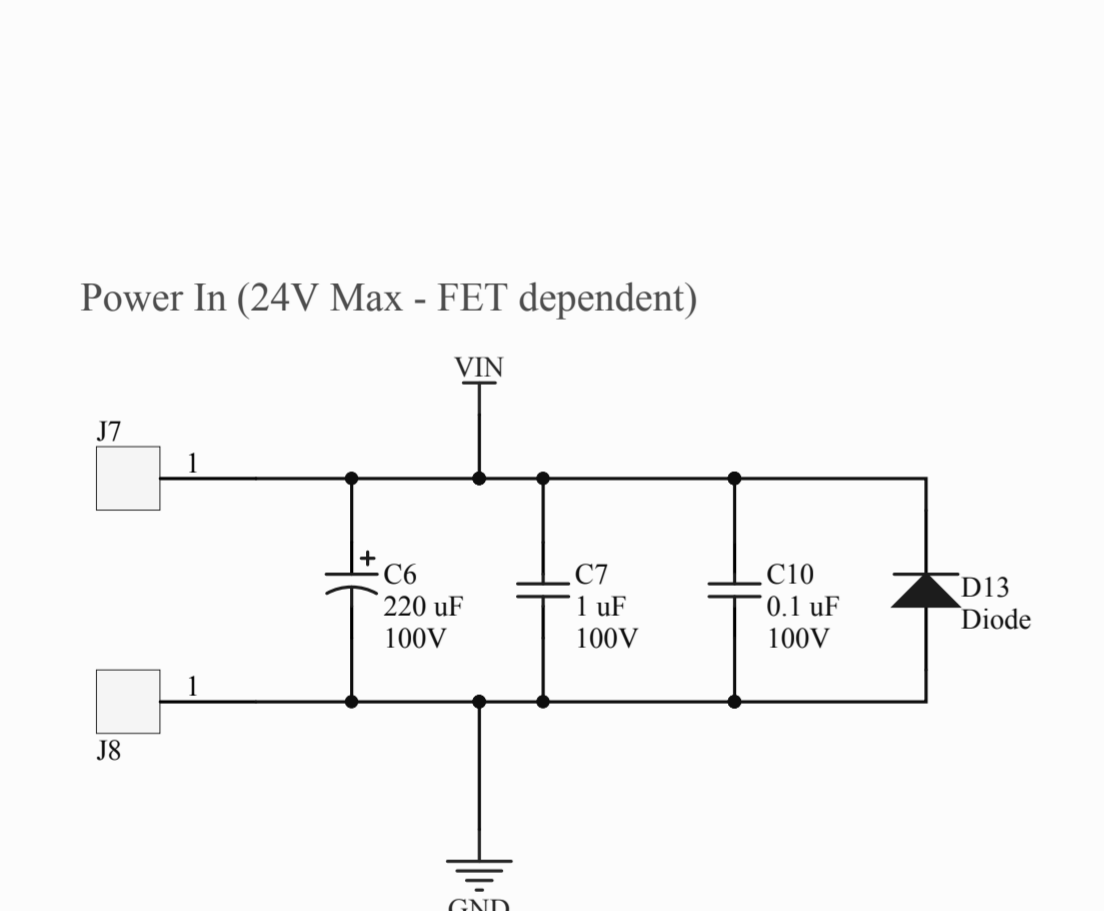 Power In (24V Max - FET dependent)
VIN
J7
1
+
C6
220 uF
100V
C7
1 uF
100V
C10
0.1 uF
100V
D13
Diode
1
J8
GND